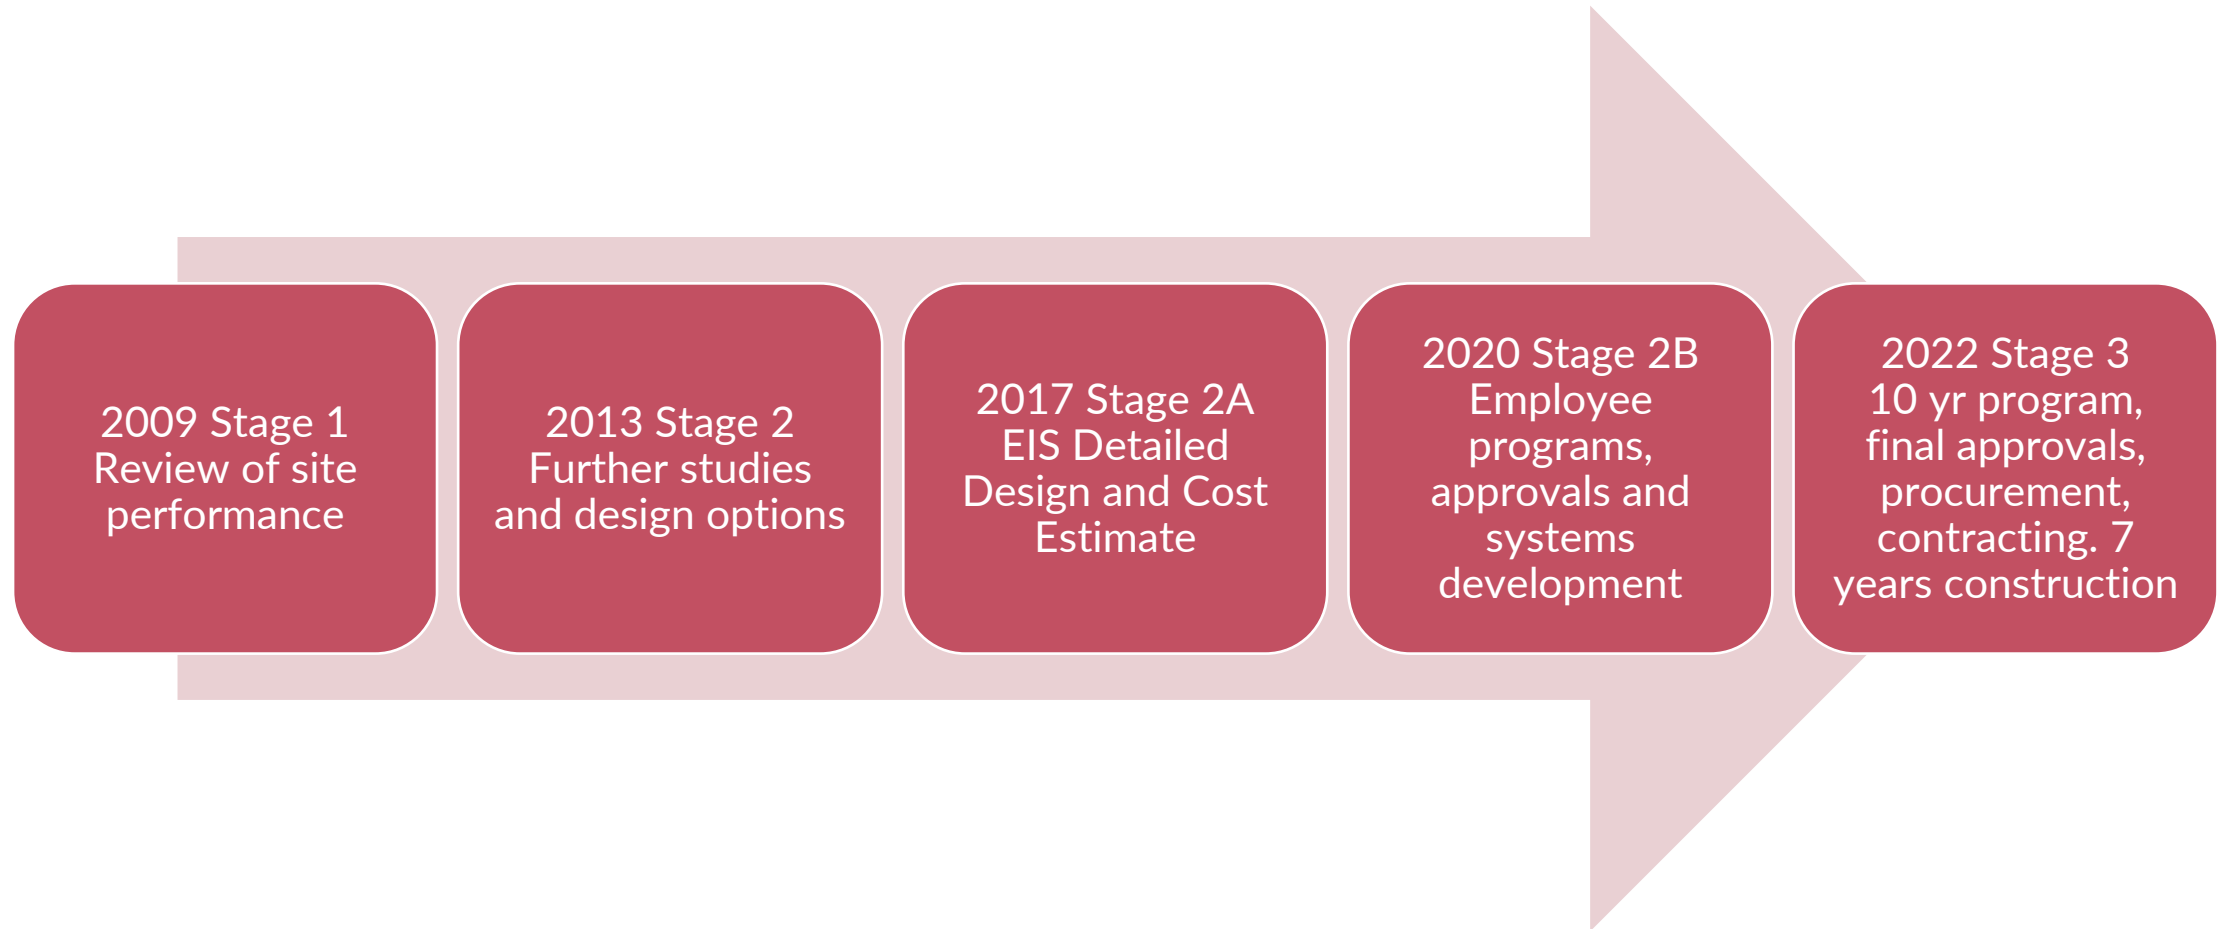 2009 Stage 1
Review of site
performance
2013 Stage 2
Further studies
and design options
2017 Stage 2A
EIS Detailed
Design and Cost
Estimate
2020 Stage 2B
Employee
programs,
approvals and
systems
development
2022 Stage 3
10 yr program,
final approvals,
procurement,
contracting. 7
years construction